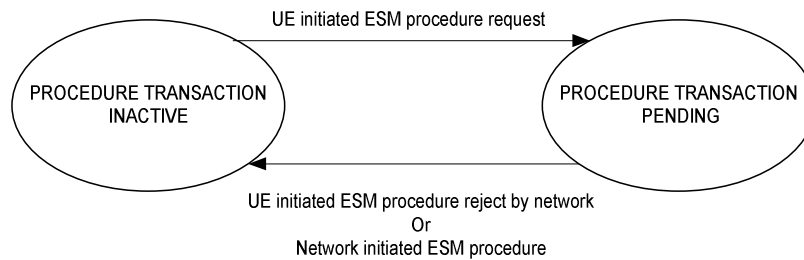 UE initiated ESM procedure request
PROCEDURE TRANSACTION
INACTIVE
PROCEDURE TRANSACTION
PENDING
UE initiated ESM procedure reject by network
Or
Network initiated ESM procedure